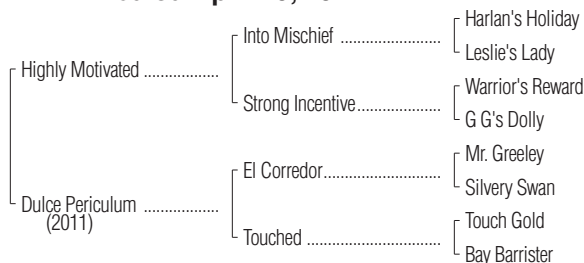 Harlan's Holiday
Into Mischief ....................
Leslie's Lady
Highly Motivated ...............
Warrior's Reward
Strong Incentive.................
G G's Dolly
Mr. Greeley
El Corredor........................
Silvery Swan
Dulce Periculum ...............
(2011)
Touch Gold
Touched ...........................
Bay Barrister